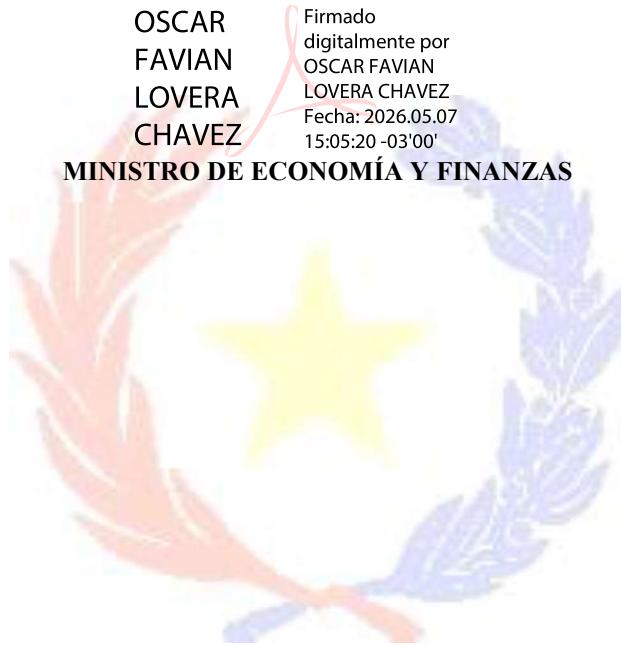 OSCAR
FAVIAN
LOVERA
CHAVEZ
Firmado
digitalmente por
OSCAR FAVIAN
LOVERA CHAVEZ
Fecha: 2026.05.07
15:05:20 -03'00'
MINISTRO DE ECONOMÍA Y FINANZAS